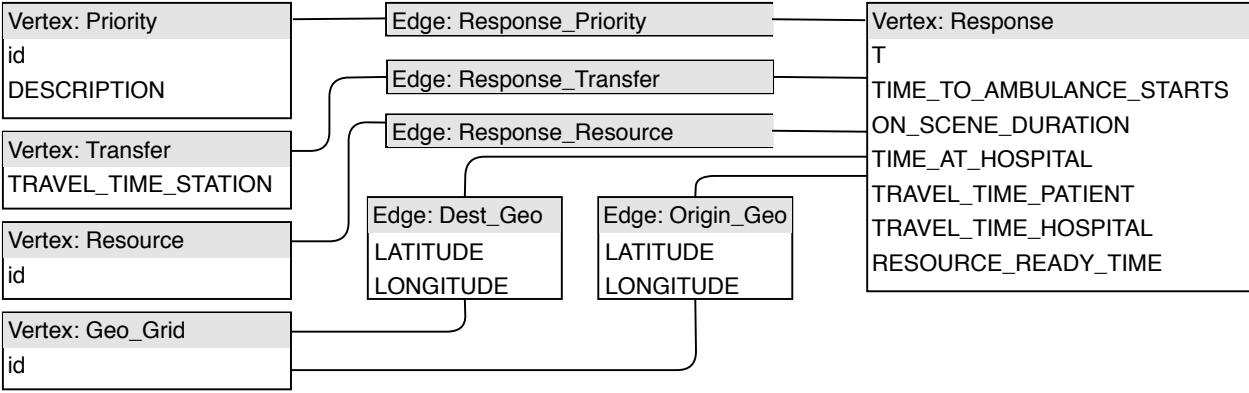 Vertex: Priority
id
DESCRIPTION
Vertex: Transfer
TRAVEL_TIME_STATION
Vertex: Resource
id
Vertex: Geo_Grid
id
Edge: Response_Priority
Edge: Response_Transfer
Edge: Response_Resource
Edge: Dest_Geo
LATITUDE
LONGITUDE
Edge: Origin_Geo
LATITUDE
LONGITUDE
Vertex: Response
T
TIME_TO_AMBULANCE_STARTS
ON_SCENE_DURATION
TIME_AT_HOSPITAL
TRAVEL_TIME_PATIENT
TRAVEL_TIME_HOSPITAL
RESOURCE_READY_TIME